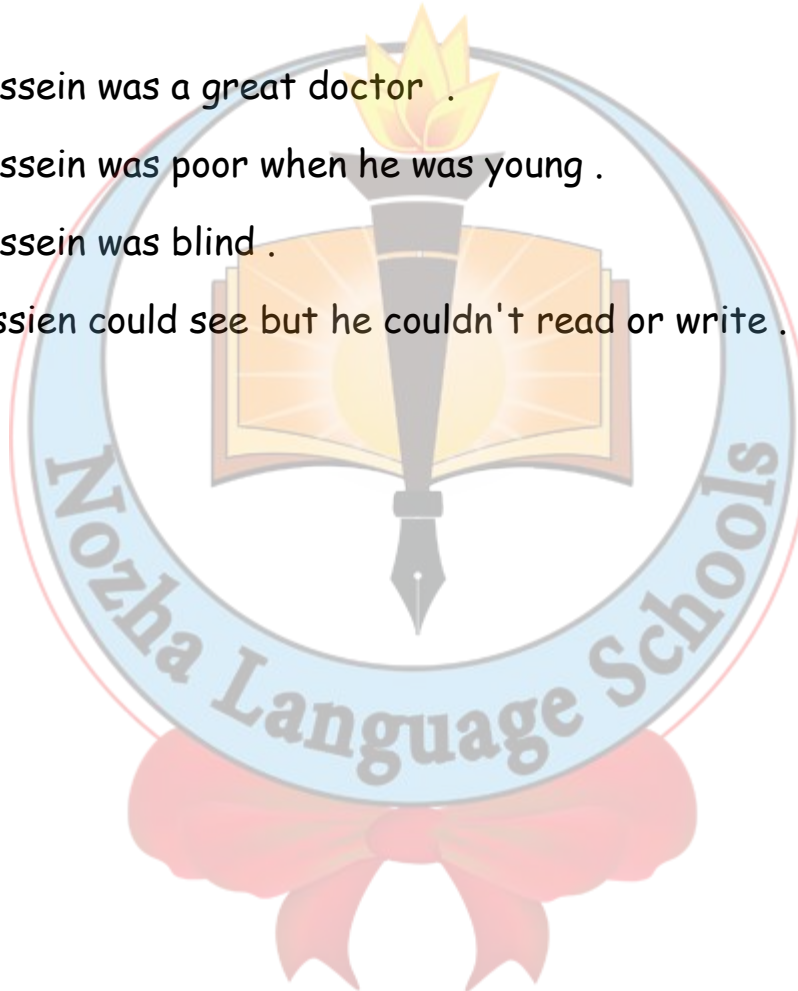 ssein was a great doctor .
ssein was poor when he was young .
ssein was blind .
ssien could see but he couldn't read or write .
Nozha Language Schools